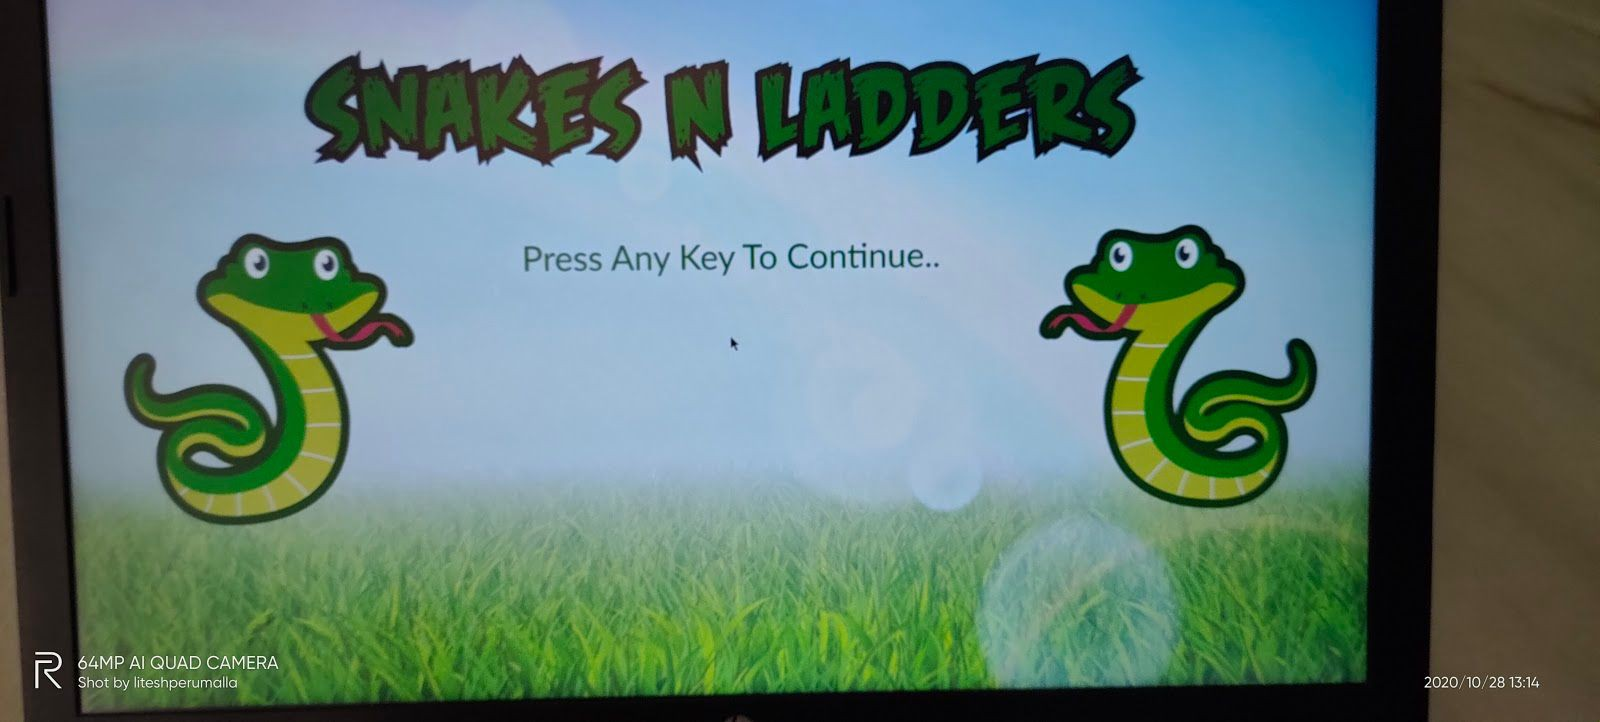 SNAKES N LADDERS
Press Any Key To Continue..
R
64MP AI QUAD CAMERA
Shot by liteshperumalla
2020/10/28 13:14